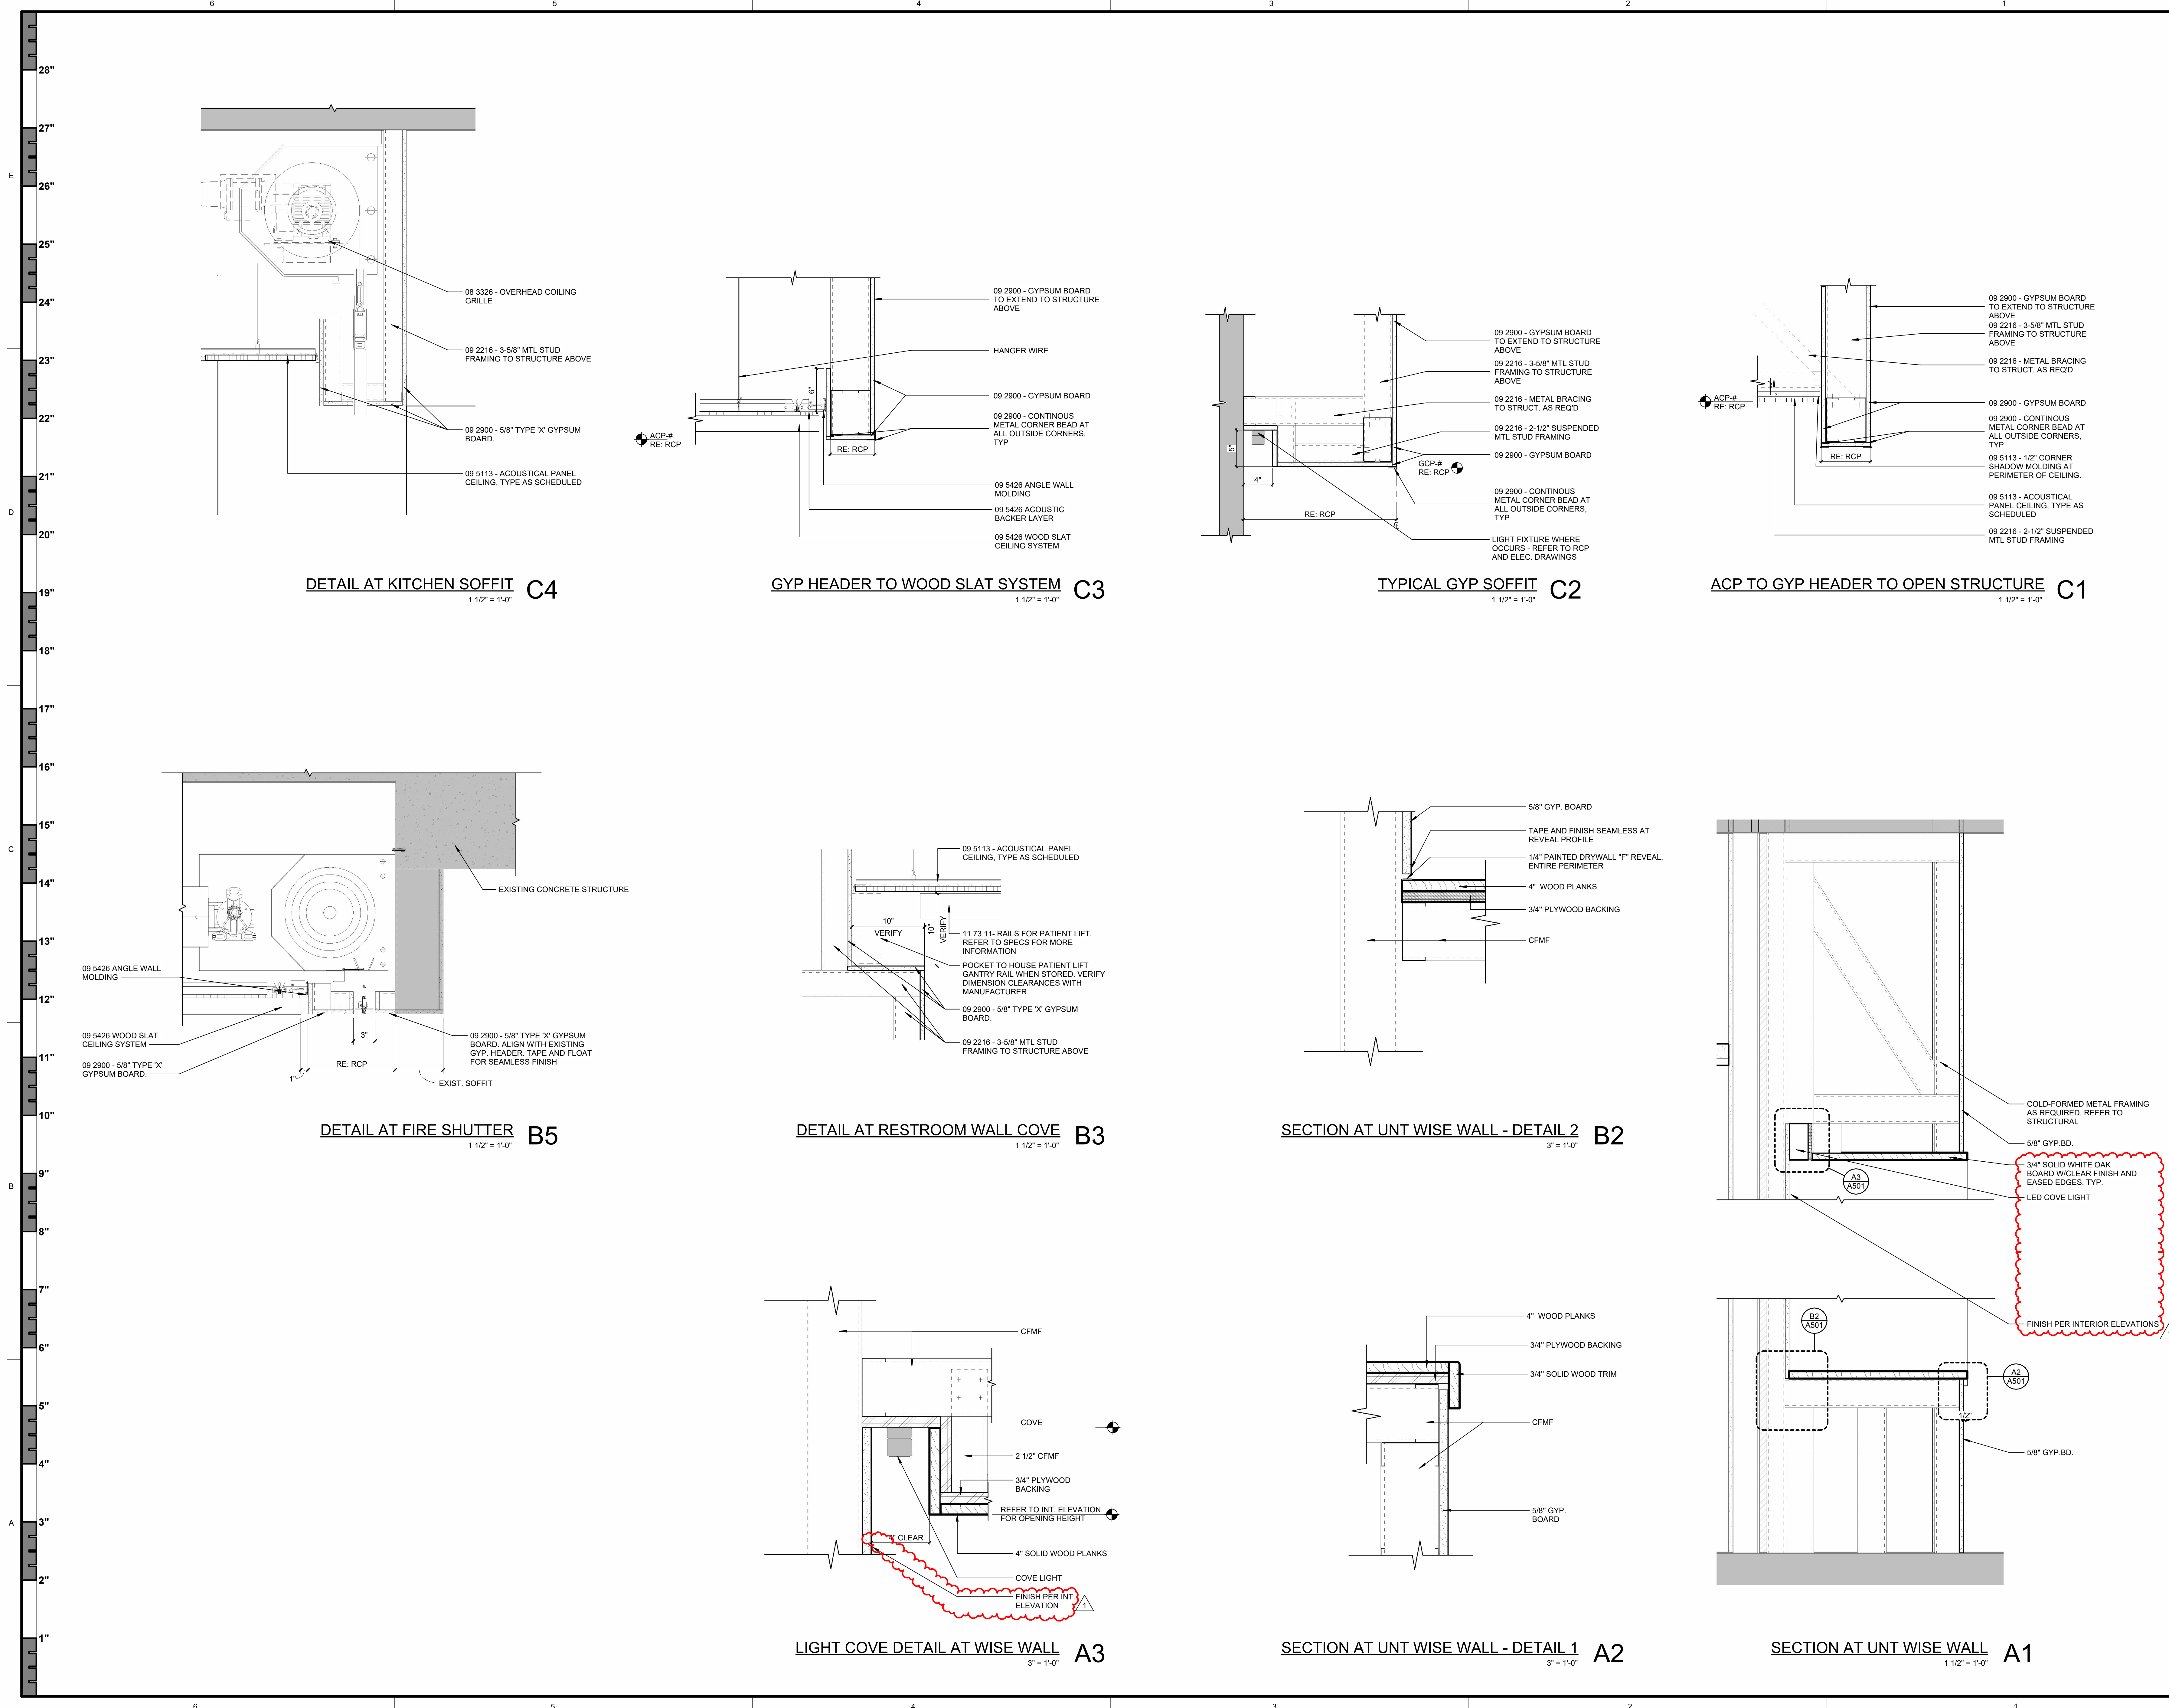 6
5
4
3
2
1
28"
27"
26"
25"
24"
23"
22"
21"
20"
19"
18"
17"
16"
15"
14"
13"
12"
11"
10"
9"
8"
7"
6"
5"
4"
3"
2"
1"
E
D
C
B
A
08 3326 - OVERHEAD COILING
GRILLE
09 2216 - 3-5/8" MTL STUD
FRAMING TO STRUCTURE ABOVE
09 2900 - 5/8" TYPE 'X' GYPSUM
BOARD.
09 5113 - ACOUSTICAL PANEL
CEILING, TYPE AS SCHEDULED
DETAIL AT KITCHEN SOFFIT C4
1 1/2" = 1'-0"
09 2900 - GYPSUM BOARD
TO EXTEND TO STRUCTURE
ABOVE
HANGER WIRE
6"
09 2900 - GYPSUM BOARD
09 2900 - CONTINOUS
METAL CORNER BEAD AT
ALL OUTSIDE CORNERS,
TYP
ACP-#
RE: RCP
RE: RCP
09 5426 ANGLE WALL
MOLDING
09 5426 ACOUSTIC
BACKER LAYER
09 5426 WOOD SLAT
CEILING SYSTEM
GYP HEADER TO WOOD SLAT SYSTEM C3
1 1/2" = 1'-0"
09 2900 - GYPSUM BOARD
TO EXTEND TO STRUCTURE
ABOVE
09 2216 - 3-5/8" MTL STUD
FRAMING TO STRUCTURE
ABOVE
09 2216 - METAL BRACING
TO STRUCT. AS REQ'D
09 2216 - 2-1/2" SUSPENDED
MTL STUD FRAMING
09 2900 - GYPSUM BOARD
5"
4"
GCP-#
RE: RCP
RE: RCP
09 2900 - CONTINOUS
METAL CORNER BEAD AT
ALL OUTSIDE CORNERS,
TYP
LIGHT FIXTURE WHERE
OCCURS - REFER TO RCP
AND ELEC. DRAWINGS
TYPICAL GYP SOFFIT C2
1 1/2" = 1'-0"
09 2900 - GYPSUM BOARD
TO EXTEND TO STRUCTURE
ABOVE
09 2216 - 3-5/8" MTL STUD
FRAMING TO STRUCTURE
ABOVE
09 2216 - METAL BRACING
TO STRUCT. AS REQ'D
ACP-#
RE: RCP
09 2900 - GYPSUM BOARD
09 2900 - CONTINOUS
METAL CORNER BEAD AT
ALL OUTSIDE CORNERS,
TYP
RE: RCP
09 5113 - 1/2" CORNER
SHADOW MOLDING AT
PERIMETER OF CEILING.
09 5113 - ACOUSTICAL
PANEL CEILING, TYPE AS
SCHEDULED
09 2216 - 2-1/2" SUSPENDED
MTL STUD FRAMING
ACP TO GYP HEADER TO OPEN STRUCTURE C1
1 1/2" = 1'-0"
EXISTING CONCRETE STRUCTURE
09 5426 ANGLE WALL
MOLDING
09 5426 WOOD SLAT
CEILING SYSTEM
09 2900 - 5/8" TYPE 'X'
GYPSUM BOARD.
3"
1"
RE: RCP
09 2900 - 5/8" TYPE 'X' GYPSUM
BOARD. ALIGN WITH EXISTING
GYP. HEADER. TAPE AND FLOAT
FOR SEAMLESS FINISH
EXIST. SOFFIT
DETAIL AT FIRE SHUTTER B5
1 1/2" = 1'-0"
09 5113 - ACOUSTICAL PANEL
CEILING, TYPE AS SCHEDULED
10"
VERIFY
10"
VERIFY
11 73 11- RAILS FOR PATIENT LIFT.
REFER TO SPECS FOR MORE
INFORMATION
POCKET TO HOUSE PATIENT LIFT
GANTRY RAIL WHEN STORED. VERIFY
DIMENSION CLEARANCES WITH
MANUFACTURER
09 2900 - 5/8" TYPE 'X' GYPSUM
BOARD.
09 2216 - 3-5/8" MTL STUD
FRAMING TO STRUCTURE ABOVE
DETAIL AT RESTROOM WALL COVE B3
1 1/2" = 1'-0"
5/8" GYP. BOARD
TAPE AND FINISH SEAMLESS AT
REVEAL PROFILE
1/4" PAINTED DRYWALL "F" REVEAL,
ENTIRE PERIMETER
4" WOOD PLANKS
3/4" PLYWOOD BACKING
CFMF
SECTION AT UNT WISE WALL - DETAIL 2 B2
3" = 1'-0"
COLD-FORMED METAL FRAMING
AS REQUIRED. REFER TO
STRUCTURAL
5/8" GYP.BD.
3/4" SOLID WHITE OAK
BOARD W/CLEAR FINISH AND
EASED EDGES. TYP.
LED COVE LIGHT
A3
A501
FINISH PER INTERIOR ELEVATIONS
B2
A501
A2
A501
1/2"
5/8" GYP.BD.
SECTION AT UNT WISE WALL A1
1 1/2" = 1'-0"
CFMF
COVE
2 1/2" CFMF
3/4" PLYWOOD
BACKING
REFER TO INT. ELEVATION
FOR OPENING HEIGHT
4" CLEAR
4" SOLID WOOD PLANKS
COVE LIGHT
FINISH PER INT.
ELEVATION
1
LIGHT COVE DETAIL AT WISE WALL A3
3" = 1'-0"
4" WOOD PLANKS
3/4" PLYWOOD BACKING
3/4" SOLID WOOD TRIM
CFMF
5/8" GYP.
BOARD
SECTION AT UNT WISE WALL - DETAIL 1 A2
3" = 1'-0"
6
5
4
3
2
1